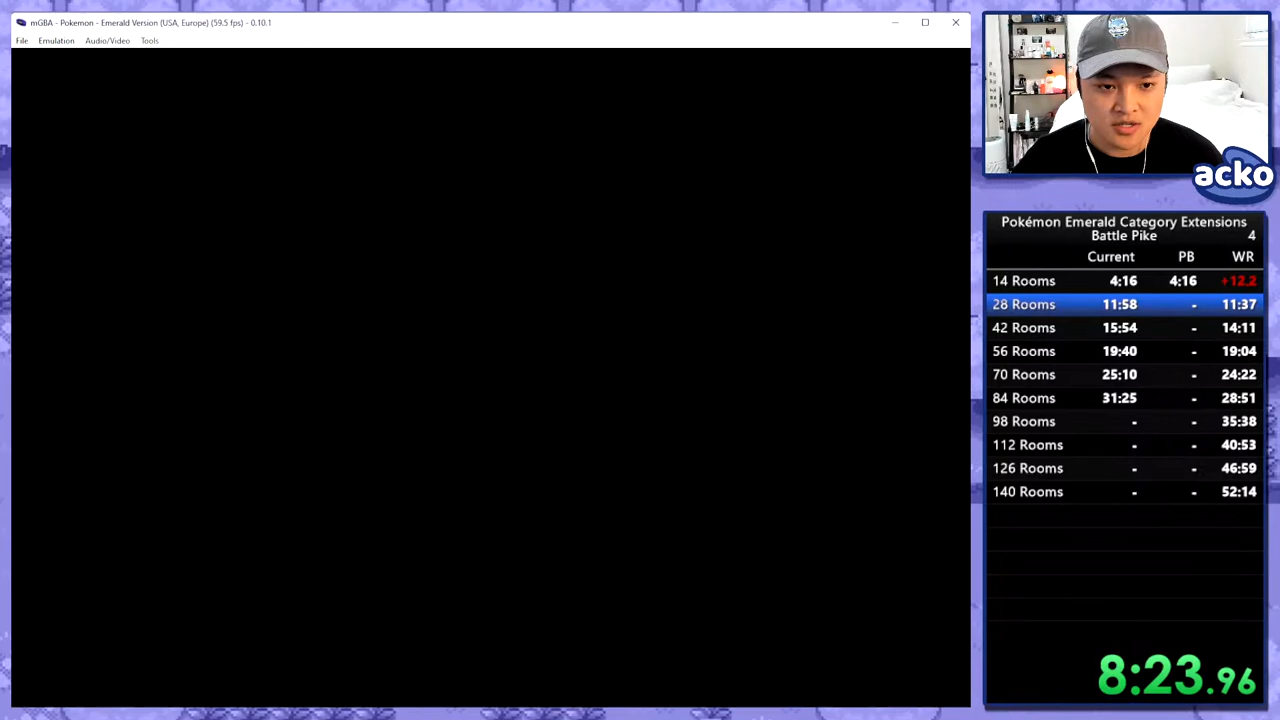 mGBA - Pokemon - Emerald Version (USA, Europe) (59.5 fps) - 0.10.1
File Emulation Audio/Video Tools
acko
Pokémon Emerald Category Extensions
Battle Pike 4
Current PB WR
14 Rooms 4:16 4:16 +12.2
28 Rooms 11:58 - 11:37
42 Rooms 15:54 - 14:11
56 Rooms 19:40 - 19:04
70 Rooms 25:10 - 24:22
84 Rooms 31:25 - 28:51
98 Rooms - - 35:38
112 Rooms - - 40:53
126 Rooms - - 46:59
140 Rooms - - 52:14
8:23.96